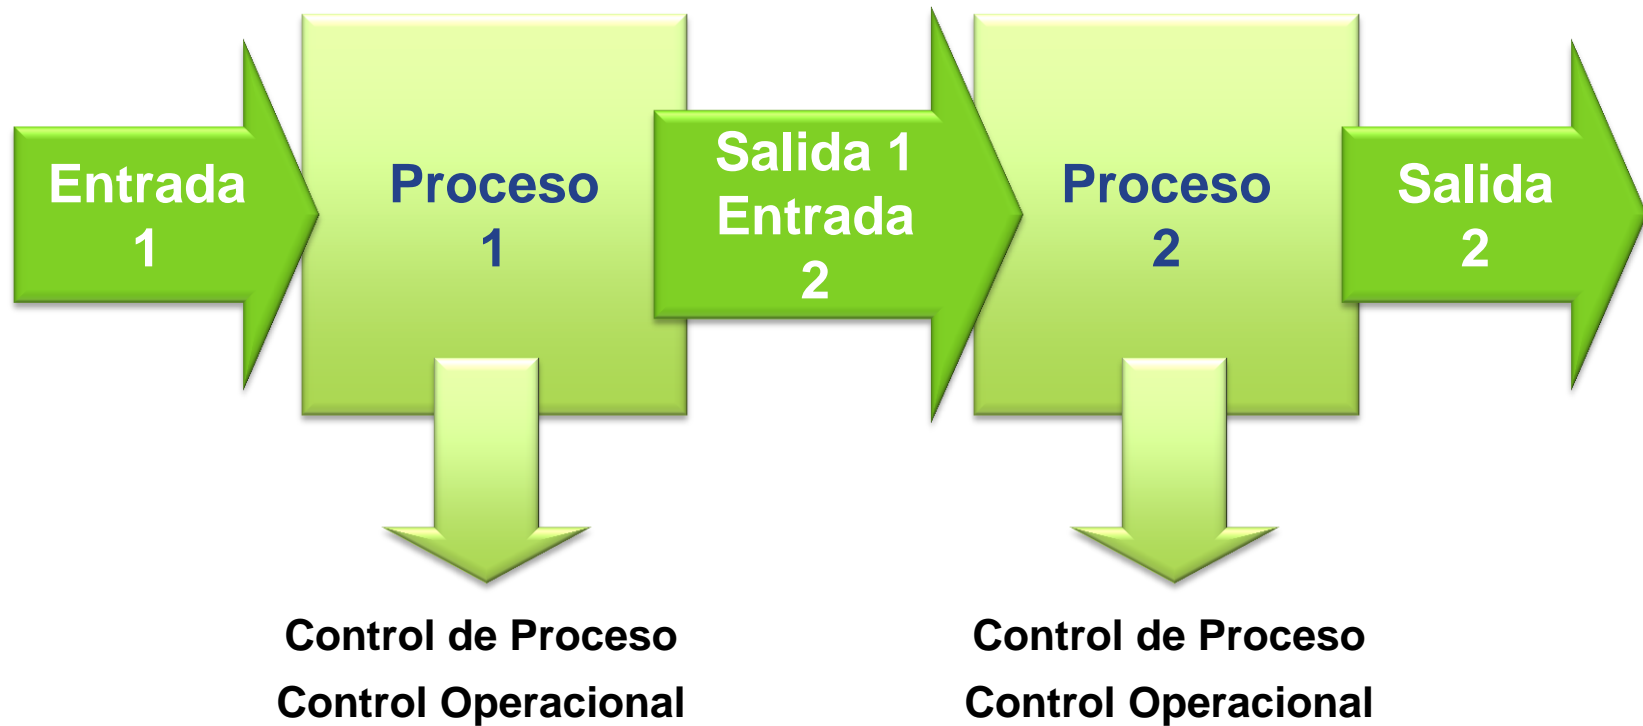 Entrada
1
Proceso
1
Salida 1
Entrada
2
Proceso
2
Salida
2
Control de Proceso
Control Operacional
Control de Proceso
Control Operacional